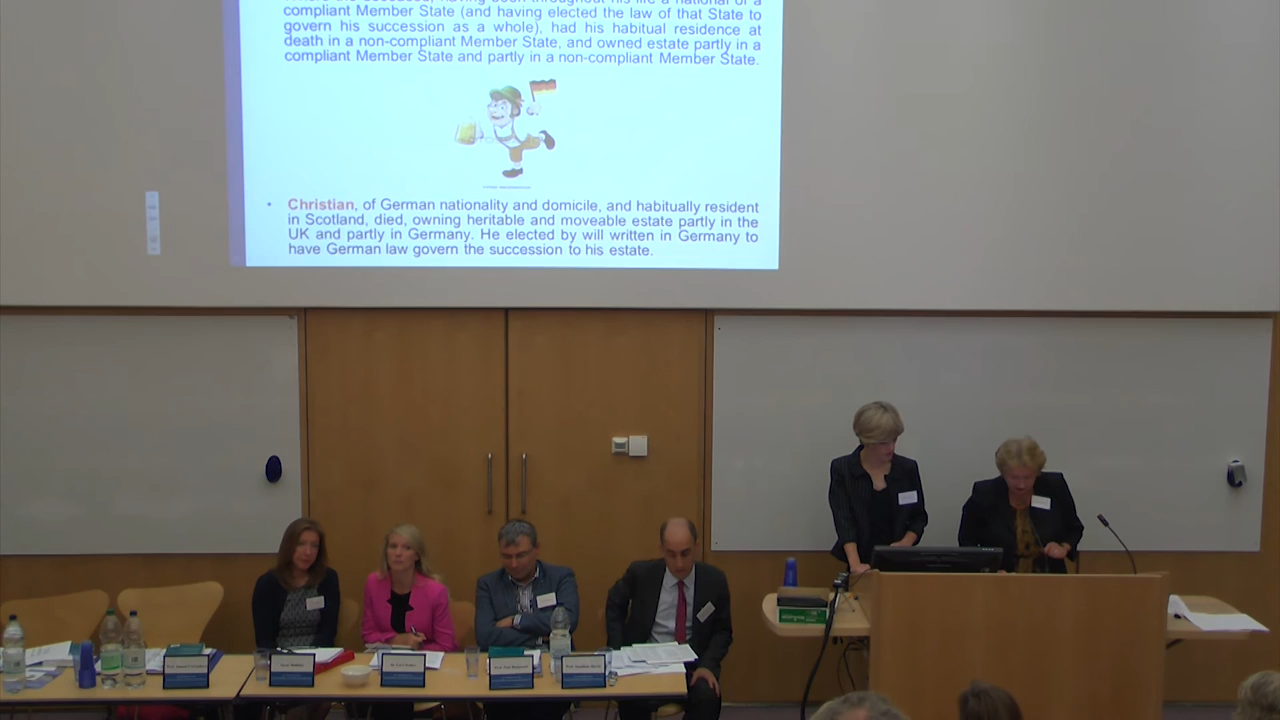 compliant Member State (and having elected the law of that State to
govern his succession as a whole), had his habitual residence at
death in a non-compliant Member State, and owned estate partly in a
compliant Member State and partly in a non-compliant Member State.
• Christian, of German nationality and domicile, and habitually resident
in Scotland, died, owning heritable and moveable estate partly in the
UK and partly in Germany. He elected by will written in Germany to
have German law govern the succession to his estate.